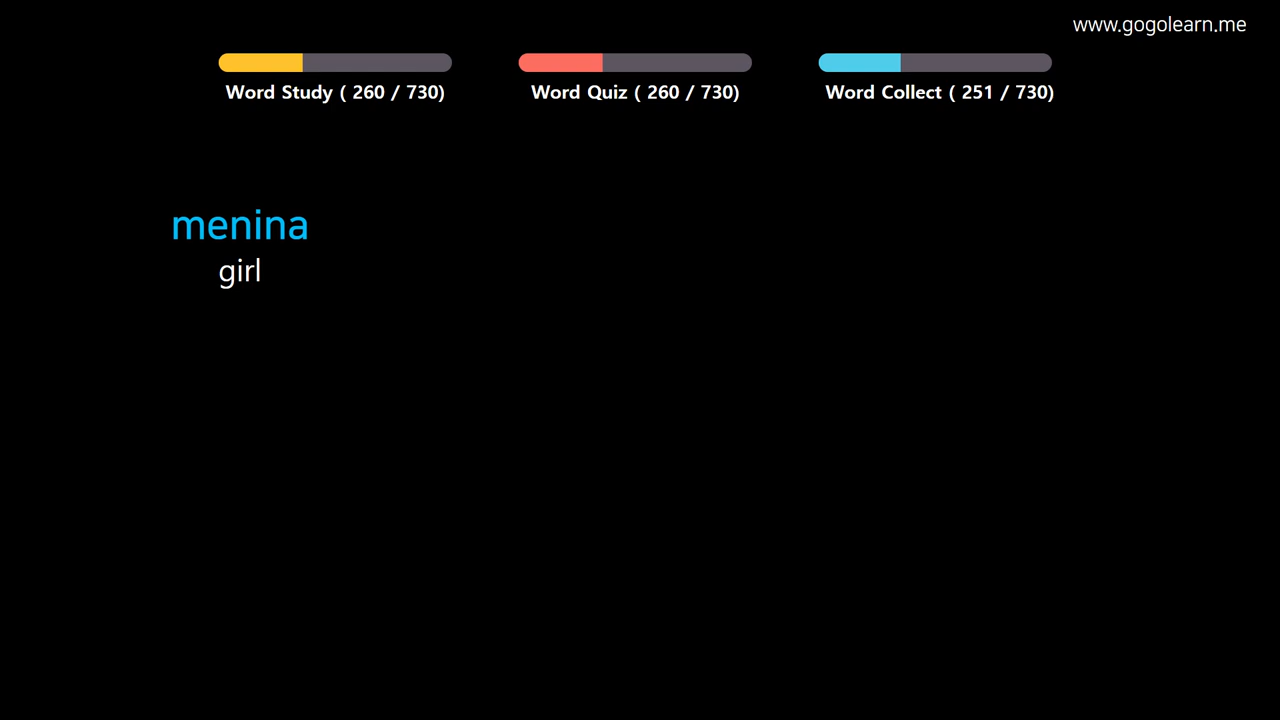 www.gogolearn.me
Word Study ( 260 / 730)
Word Quiz ( 260 / 730)
Word Collect ( 251 / 730)
menina
girl